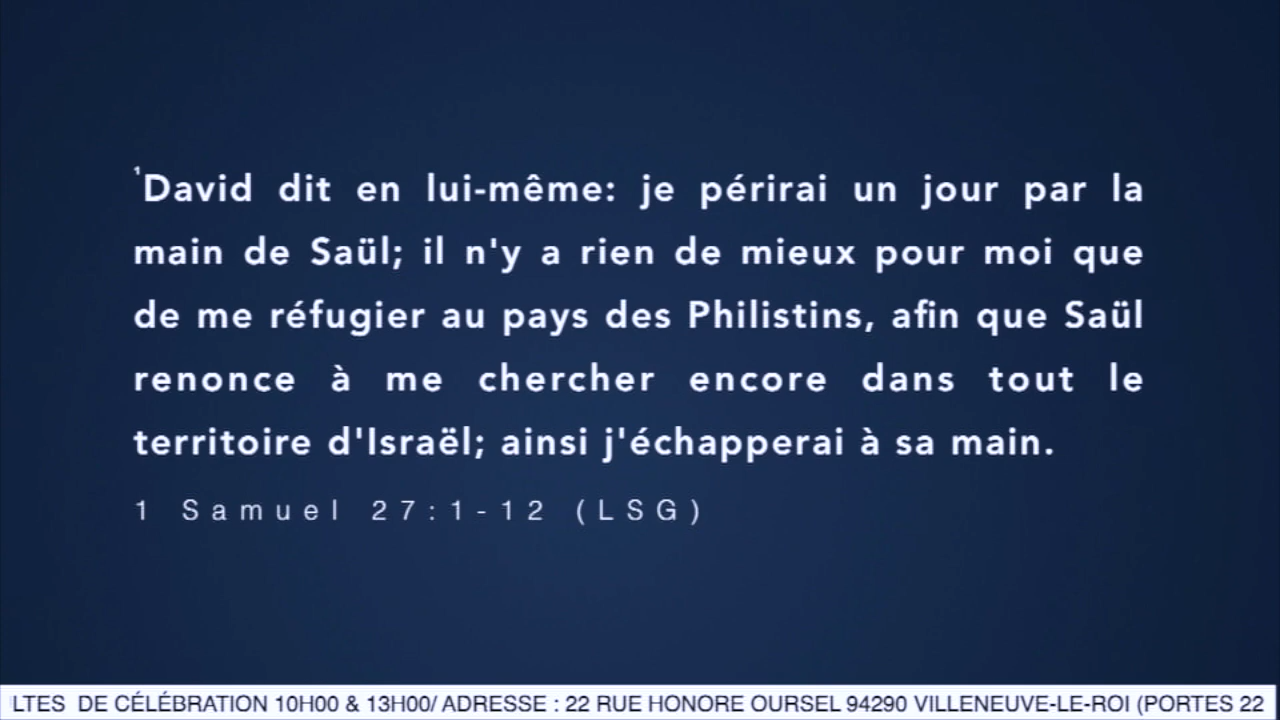 ¹David dit en lui-même: je périrai un jour par la
main de Saül; il n'y a rien de mieux pour moi que
de me réfugier au pays des Philistins, afin que Saül
renonce à me chercher encore dans tout le
territoire d'Israël; ainsi j'échapperai à sa main.
1 Samuel 27:1-12 (LSG)
LTES DE CÉLÉBRATION 10H00 & 13H00/ ADRESSE : 22 RUE HONORE OURSEL 94290 VILLENEUVE-LE-ROI (PORTES 22